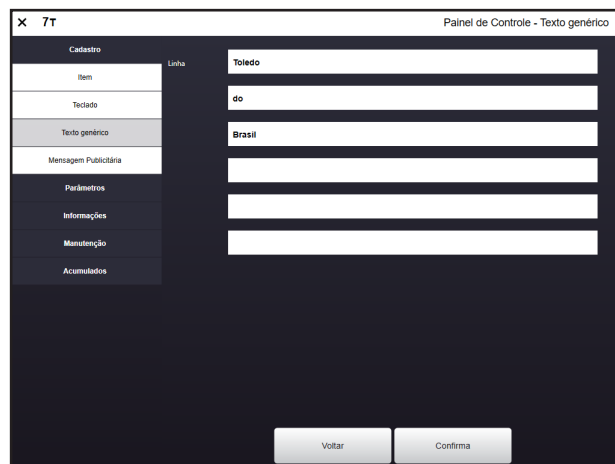 × 7T
Painel de Controle - Texto genérico
Cadastro
Item
Teclado
Texto genérico
Mensagem Publicitária
Parâmetros
Informações
Manutenção
Acumulados
Linha
Toledo
do
Brasil
Voltar
Confirma